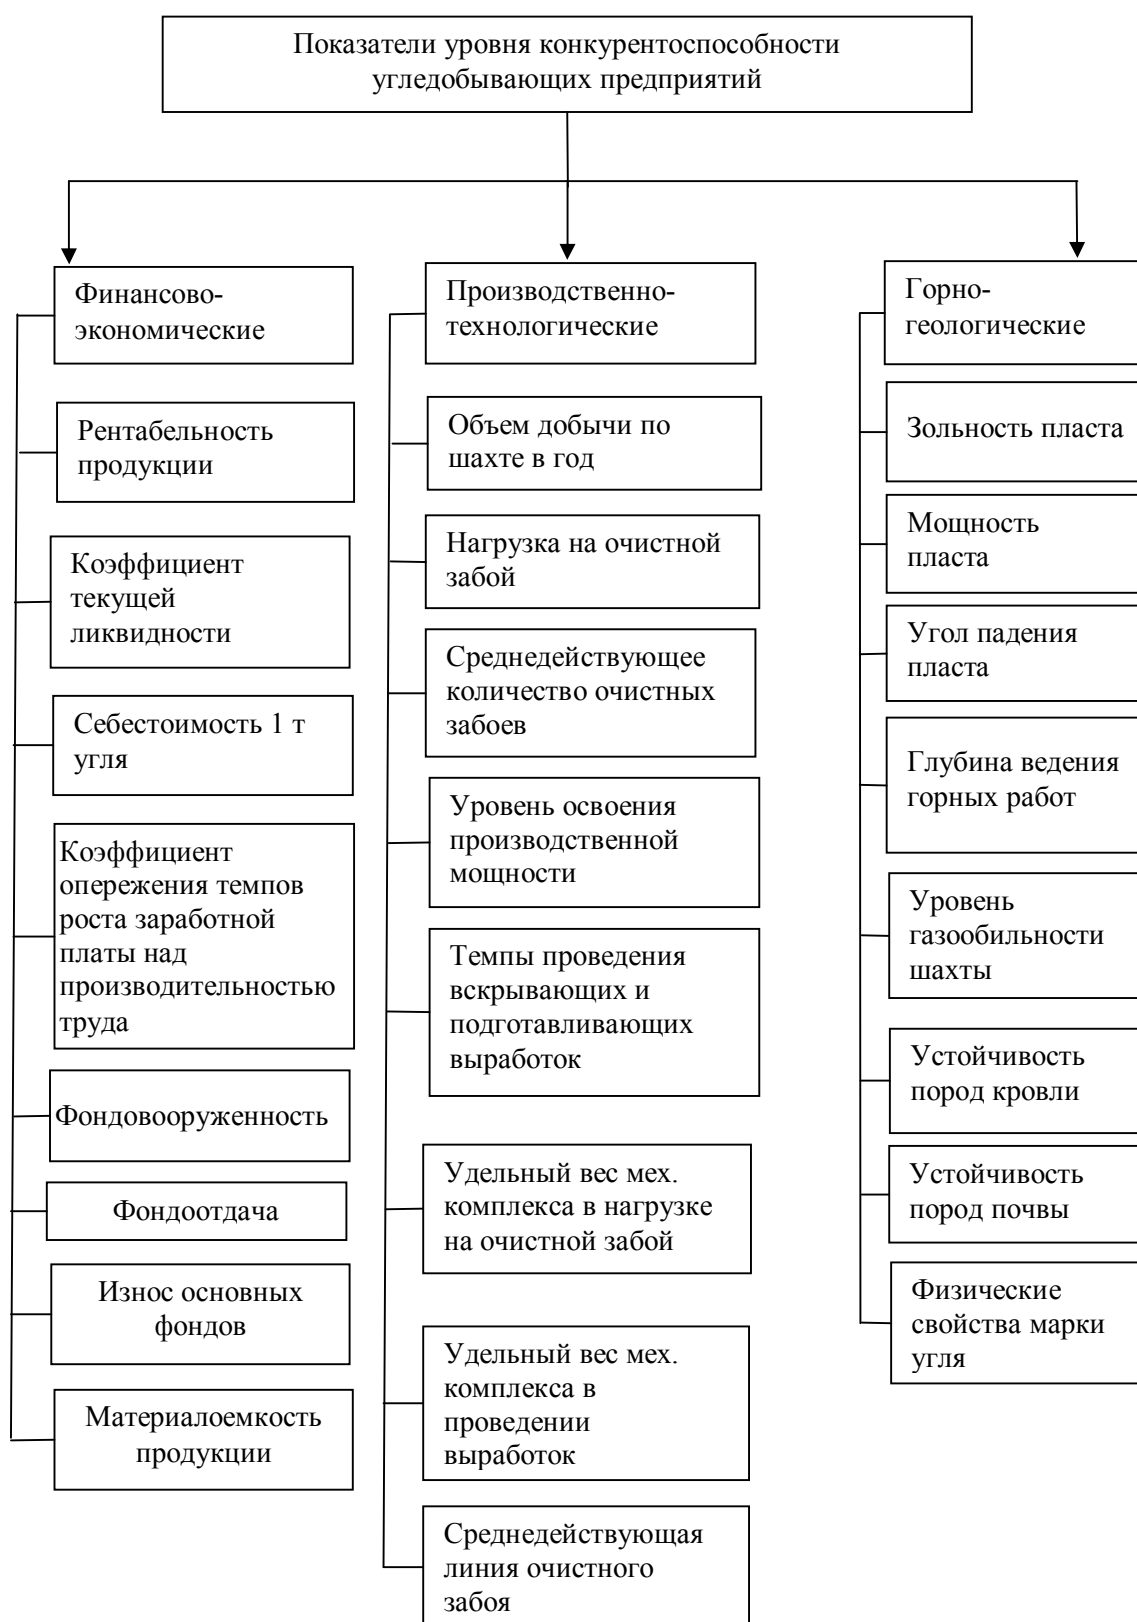 Показатели уровня конкурентоспособности
угледобывающих предприятий
Финансово-
экономические
Рентабельность
продукции
Коэффициент
текущей
ликвидности
Себестоимость 1 т
угля
Коэффициент
опережения темпов
роста заработной
платы над
производительностью
труда
Фондовооруженность
Фондоотдача
Износ основных
фондов
Материалоемкость
продукции
Производственно-
технологические
Объем добычи по
шахте в год
Нагрузка на очистной
забой
Среднедействующее
количество очистных
забоев
Уровень освоения
производственной
мощности
Темпы проведения
вскрывающих и
подготавливающих
выработок
Удельный вес мех.
комплекса в нагрузке
на очистной забой
Удельный вес мех.
комплекса в
проведении
выработок
Среднедействующая
линия очистного
забоя
Горно-
геологические
Зольность пласта
Мощность
пласта
Угол падения
пласта
Глубина ведения
горных работ
Уровень
газообильности
шахты
Устойчивость
пород кровли
Устойчивость
пород почвы
Физические
свойства марки
угля